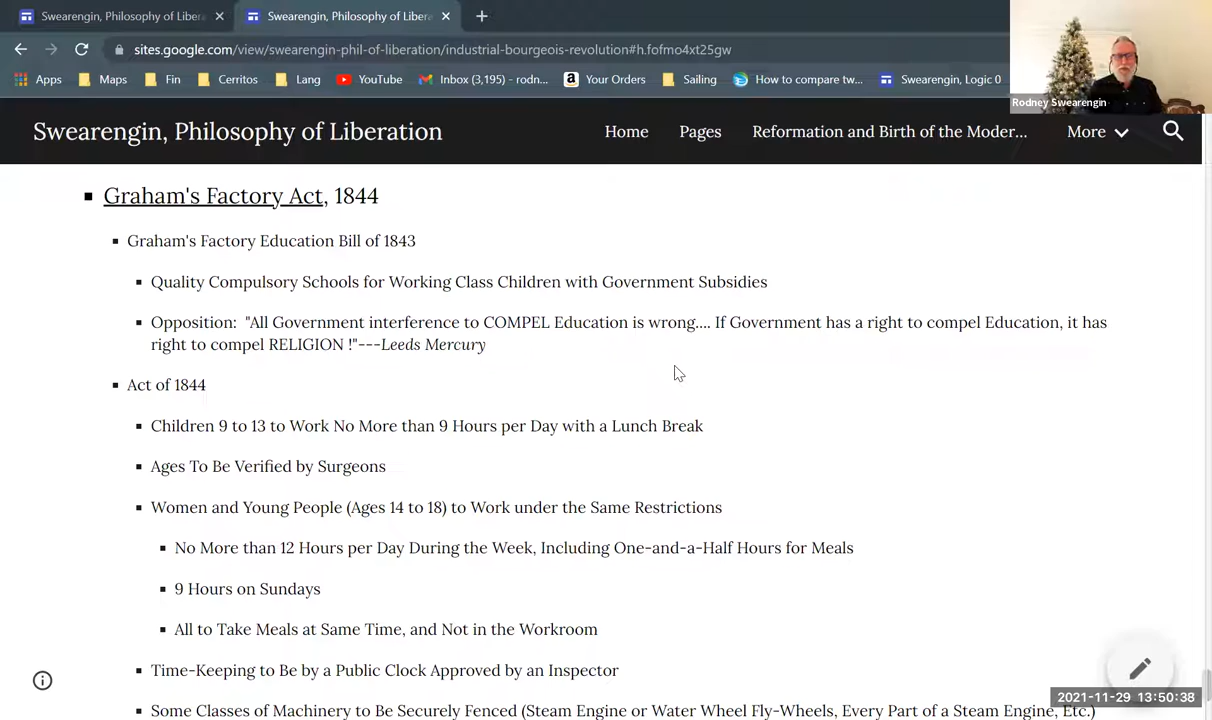 Swearengin, Philosophy of Libera
Swearengin, Philosophy of Libera
sites.google.com/view/swearengin-phil-of-liberation/industrial-bourgeois-revolution#h.fofmo4xt25gw
Apps Maps Fin Cerritos Lang YouTube Inbox (3,195) - rodn... Your Orders Sailing How to compare tw... Swearengin, Logic 0
Rodney Swearengin
Swearengin, Philosophy of Liberation
Home Pages Reformation and Birth of the Moder... More
Graham's Factory Act, 1844
Graham's Factory Education Bill of 1843
Quality Compulsory Schools for Working Class Children with Government Subsidies
Opposition: "All Government interference to COMPEL Education is wrong.... If Government has a right to compel Education, it has
right to compel RELIGION !"---Leeds Mercury
Act of 1844
Children 9 to 13 to Work No More than 9 Hours per Day with a Lunch Break
Ages To Be Verified by Surgeons
Women and Young People (Ages 14 to 18) to Work under the Same Restrictions
No More than 12 Hours per Day During the Week, Including One-and-a-Half Hours for Meals
9 Hours on Sundays
All to Take Meals at Same Time, and Not in the Workroom
Time-Keeping to Be by a Public Clock Approved by an Inspector
2021-11-29 13:50:38
Some Classes of Machinery to Be Securely Fenced (Steam Engine or Water Wheel Fly-Wheels, Every Part of a Steam Engine, Etc.)